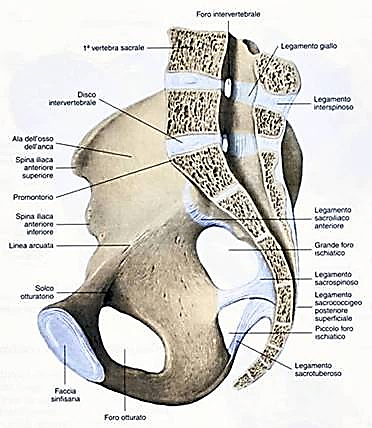 Foro intervertebrale
1ª vertebra sacrale
Legamento giallo
Disco
intervertebrale
Legamento
interspinoso
Ala dell'osso
dell'anca
Spina iliaca
anteriore
superiore
Promontorio
Spina iliaca
anteriore
inferiore
Linea arcuata
Legamento
sacroiliaco
anteriore
Grande foro
ischiatico
Legamento
sacrospinoso
Solco
otturatorio
Legamento
sacrococcigeo
posteriore
superficiale
Piccolo foro
ischiatico
Legamento
sacrotuberoso
Faccia
sinfisaria
Foro otturato